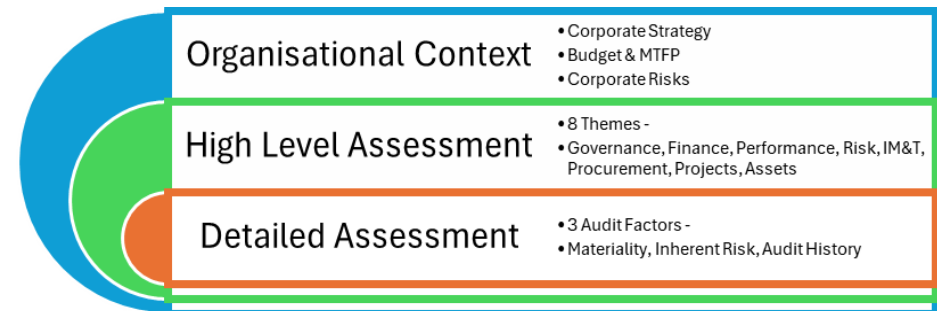 Organisational Context
• Corporate Strategy
• Budget & MTFP
• Corporate Risks
High Level Assessment
• 8 Themes -
• Governance, Finance, Performance, Risk, IM&T,
Procurement, Projects, Assets
Detailed Assessment
• 3 Audit Factors -
• Materiality, Inherent Risk, Audit History